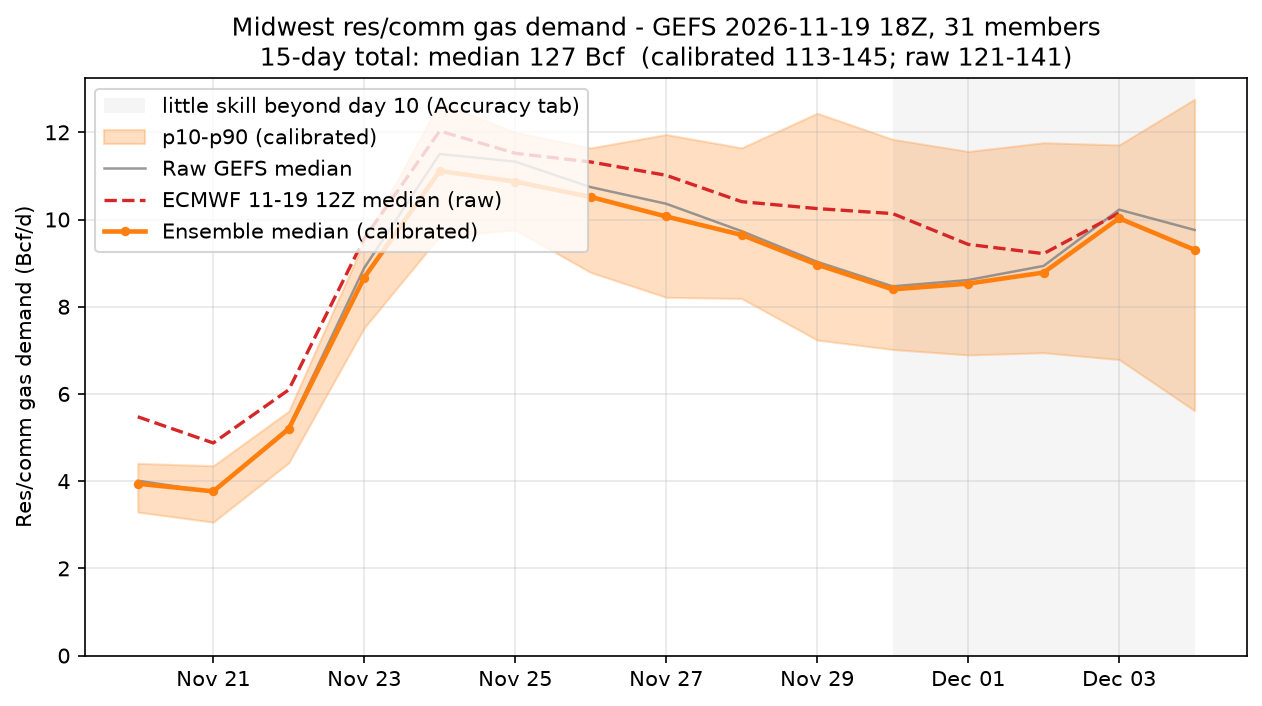 Midwest res/comm gas demand - GEFS 2026-11-19 18Z, 31 members
15-day total: median 127 Bcf  (calibrated 113-145; raw 121-141)
little skill beyond day 10 (Accuracy tab)
p10-p90 (calibrated)
Raw GEFS median
ECMWF 11-19 12Z median (raw)
Ensemble median (calibrated)
Res/comm gas demand (Bcf/d)
12
10
8
6
4
2
0
Nov 21
Nov 23
Nov 25
Nov 27
Nov 29
Dec 01
Dec 03